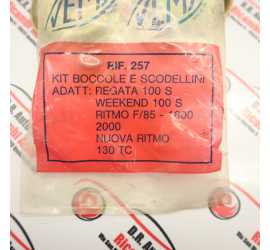 RIF. 257
KIT BOCCOLE E SCODELLINI
ADATT: REGATA 100 S
WEEKEND 100 S
RITMO F/85 - 1600
2000
NUOVA RITMO
130 TC